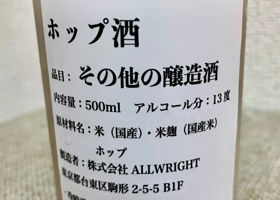 ホップ酒
品目：その他の醸造酒
内容量：500ml アルコール分：13度
原材料名：米（国産）・米麹（国産米）
ホップ
製造者：株式会社 ALLWRIGHT
東京都台東区駒形 2-5-5 B1F